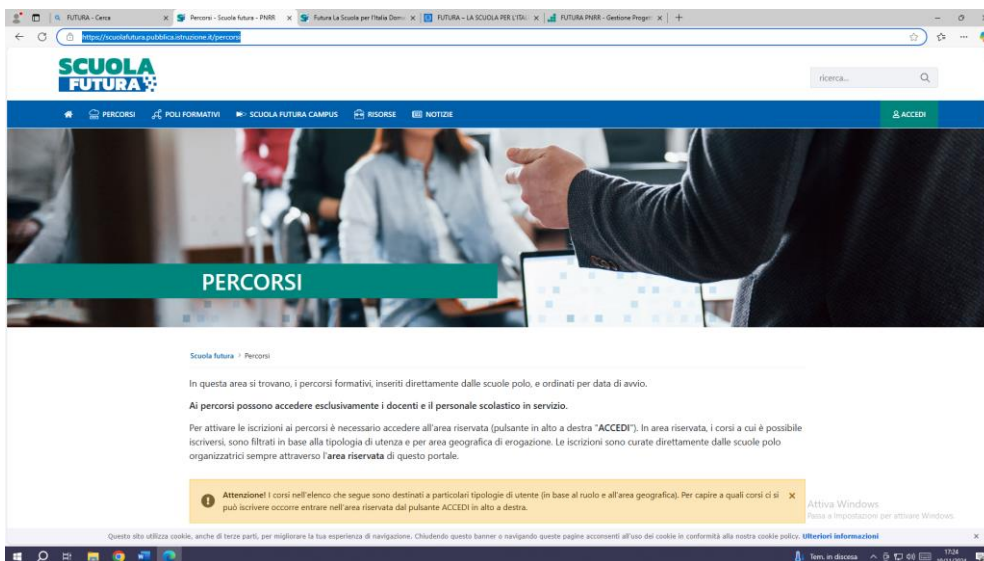 FUTURA - Cerca
Percorsi - Scuola futura - PNRR
Futura La Scuola per l'Italia Dom
FUTURA – LA SCUOLA PER L'ITAL
FUTURA PNRR - Gestione Proget
https://scuolafutura.pubblica.istruzione.it/percorsi
SCUOLA
FUTURA
ricerca...
PERCORSI
POLI FORMATIVI
SCUOLA FUTURA CAMPUS
RISORSE
NOTIZIE
ACCEDI
PERCORSI
Scuola futura > Percorsi
In questa area si trovano, i percorsi formativi, inseriti direttamente dalle scuole polo, e ordinati per data di avvio.
Ai percorsi possono accedere esclusivamente i docenti e il personale scolastico in servizio.
Per attivare le iscrizioni ai percorsi è necessario accedere all'area riservata (pulsante in alto a destra "ACCEDI"). In area riservata, i corsi a cui è possibile
iscriversi, sono filtrati in base alla tipologia di utenza e per area geografica di erogazione. Le iscrizioni sono curate direttamente dalle scuole polo
organizzatrici sempre attraverso l'area riservata di questo portale.
Attenzione! I corsi nell'elenco che segue sono destinati a particolari tipologie di utente (in base al ruolo e all'area geografica). Per capire a quali corsi ci si
può iscrivere occorre entrare nell'area riservata dal pulsante ACCEDI in alto a destra.
Attiva Windows
Passa a Impostazioni per attivare Windows.
Questo sito utilizza cookie, anche di terze parti, per migliorare la tua esperienza di navigazione. Chiudendo questo banner o navigando queste pagine acconsenti all'uso dei cookie in conformità alla nostra cookie policy. Ulteriori informazioni
Tem. in discesa
17:24